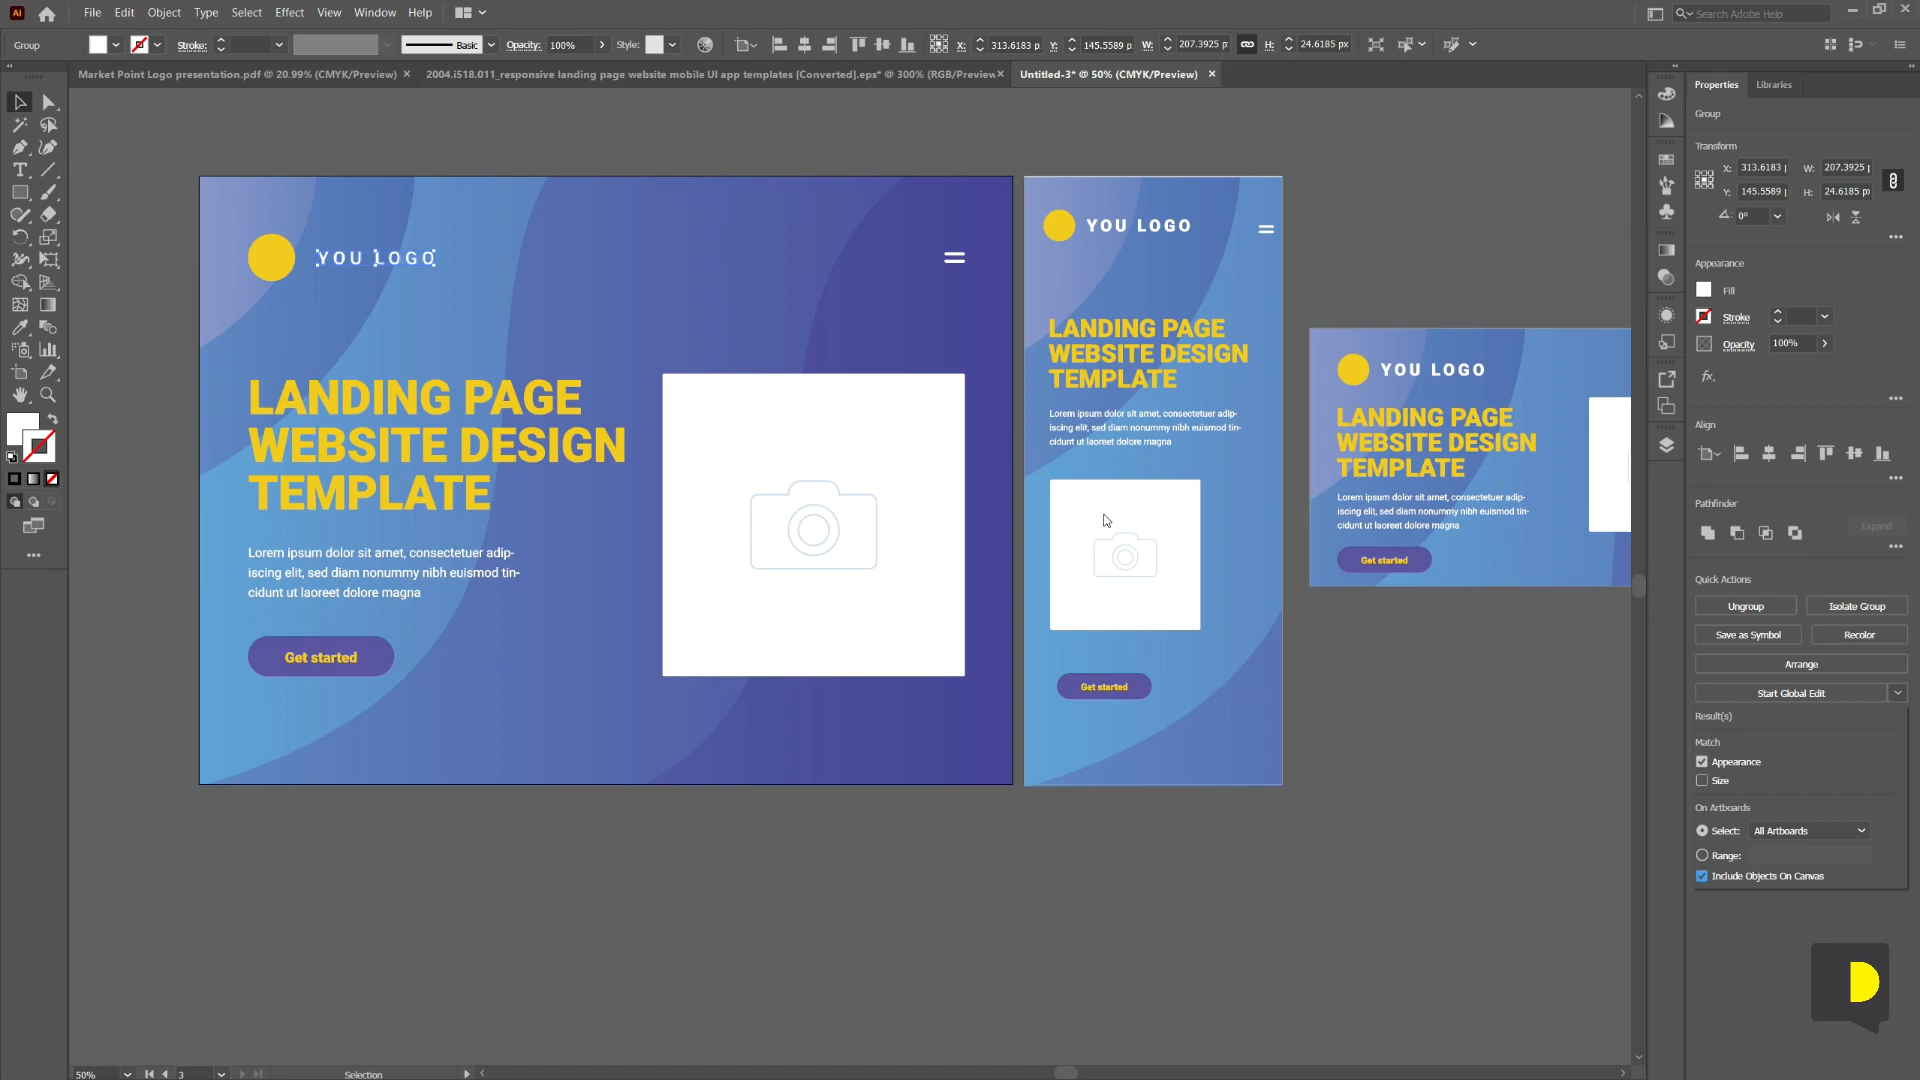 Ai File Edit Object Type Select Effect View Window Help Search Adobe Help
Group Stroke: Basic Opacity: 100% Style: X: 313.6183 p Y: 145.5589 p W: 207.3925 p H: 24.6185 px
Market Point Logo presentation.pdf @ 20.99% (CMYK/Preview) × 2004.i518.011_responsive landing page website mobile UI app templates [Converted].eps* @ 300% (RGB/Preview) × Untitled-3* @ 50% (CMYK/Preview) ×
YOU LOGO
LANDING PAGE
WEBSITE DESIGN
TEMPLATE
Lorem ipsum dolor sit amet, consectetuer adip-
iscing elit, sed diam nonummy nibh euismod tin-
cidunt ut laoreet dolore magna
Get started
YOU LOGO
LANDING PAGE
WEBSITE DESIGN
TEMPLATE
Lorem ipsum dolor sit amet, consectetuer adip-
iscing elit, sed diam nonummy nibh euismod tin-
cidunt ut laoreet dolore magna
Get started
YOU LOGO
LANDING PAGE
WEBSITE DESIGN
TEMPLATE
Lorem ipsum dolor sit amet, consectetuer adip-
iscing elit, sed diam nonummy nibh euismod tin-
cidunt ut laoreet dolore magna
Get started
Properties Libraries
Group
Transform
X: 313.6183 W: 207.3925
Y: 145.5589 H: 24.6185 px
0°
Appearance
Fill
Stroke
Opacity 100%
fx.
Align
Pathfinder
Expand
Quick Actions
Ungroup Isolate Group
Save as Symbol Recolor
Arrange
Start Global Edit
Result(s)
Match
Appearance
Size
On Artboards
Select: All Artboards
Range:
Include Objects On Canvas
50% 3 Selection